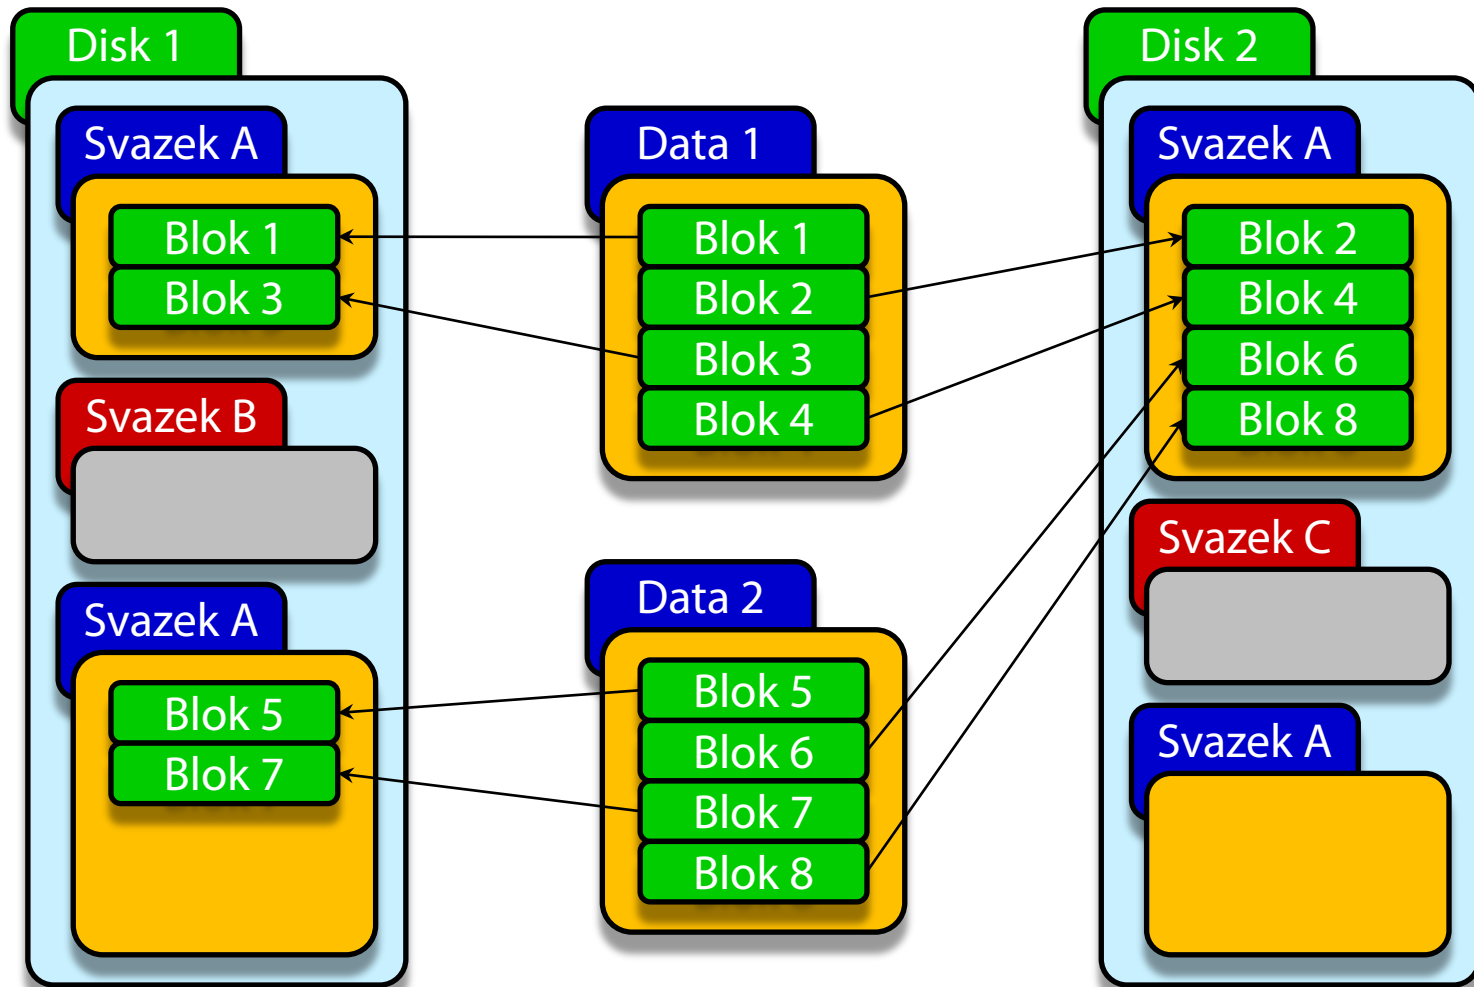 Disk 1
Svazek A
Blok 1
Blok 3
Svazek B
Svazek A
Blok 5
Blok 7
Data 1
Blok 1
Blok 2
Blok 3
Blok 4
Data 2
Blok 5
Blok 6
Blok 7
Blok 8
Disk 2
Svazek A
Blok 2
Blok 4
Blok 6
Blok 8
Svazek C
Svazek A